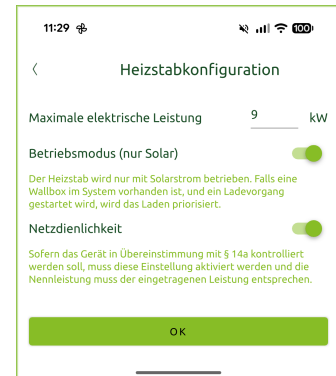 11:29 100
Heizstabkonfiguration
Maximale elektrische Leistung 9 kW
Betriebsmodus (nur Solar)
Der Heizstab wird nur mit Solarstrom betrieben. Falls eine
Wallbox im System vorhanden ist, und ein Ladevorgang
gestartet wird, wird das Laden priorisiert.
Netzdienlichkeit
Sofern das Gerät in Übereinstimmung mit § 14a kontrolliert
werden soll, muss diese Einstellung aktiviert werden und die
Nennleistung muss der eingetragenen Leistung entsprechen.
OK